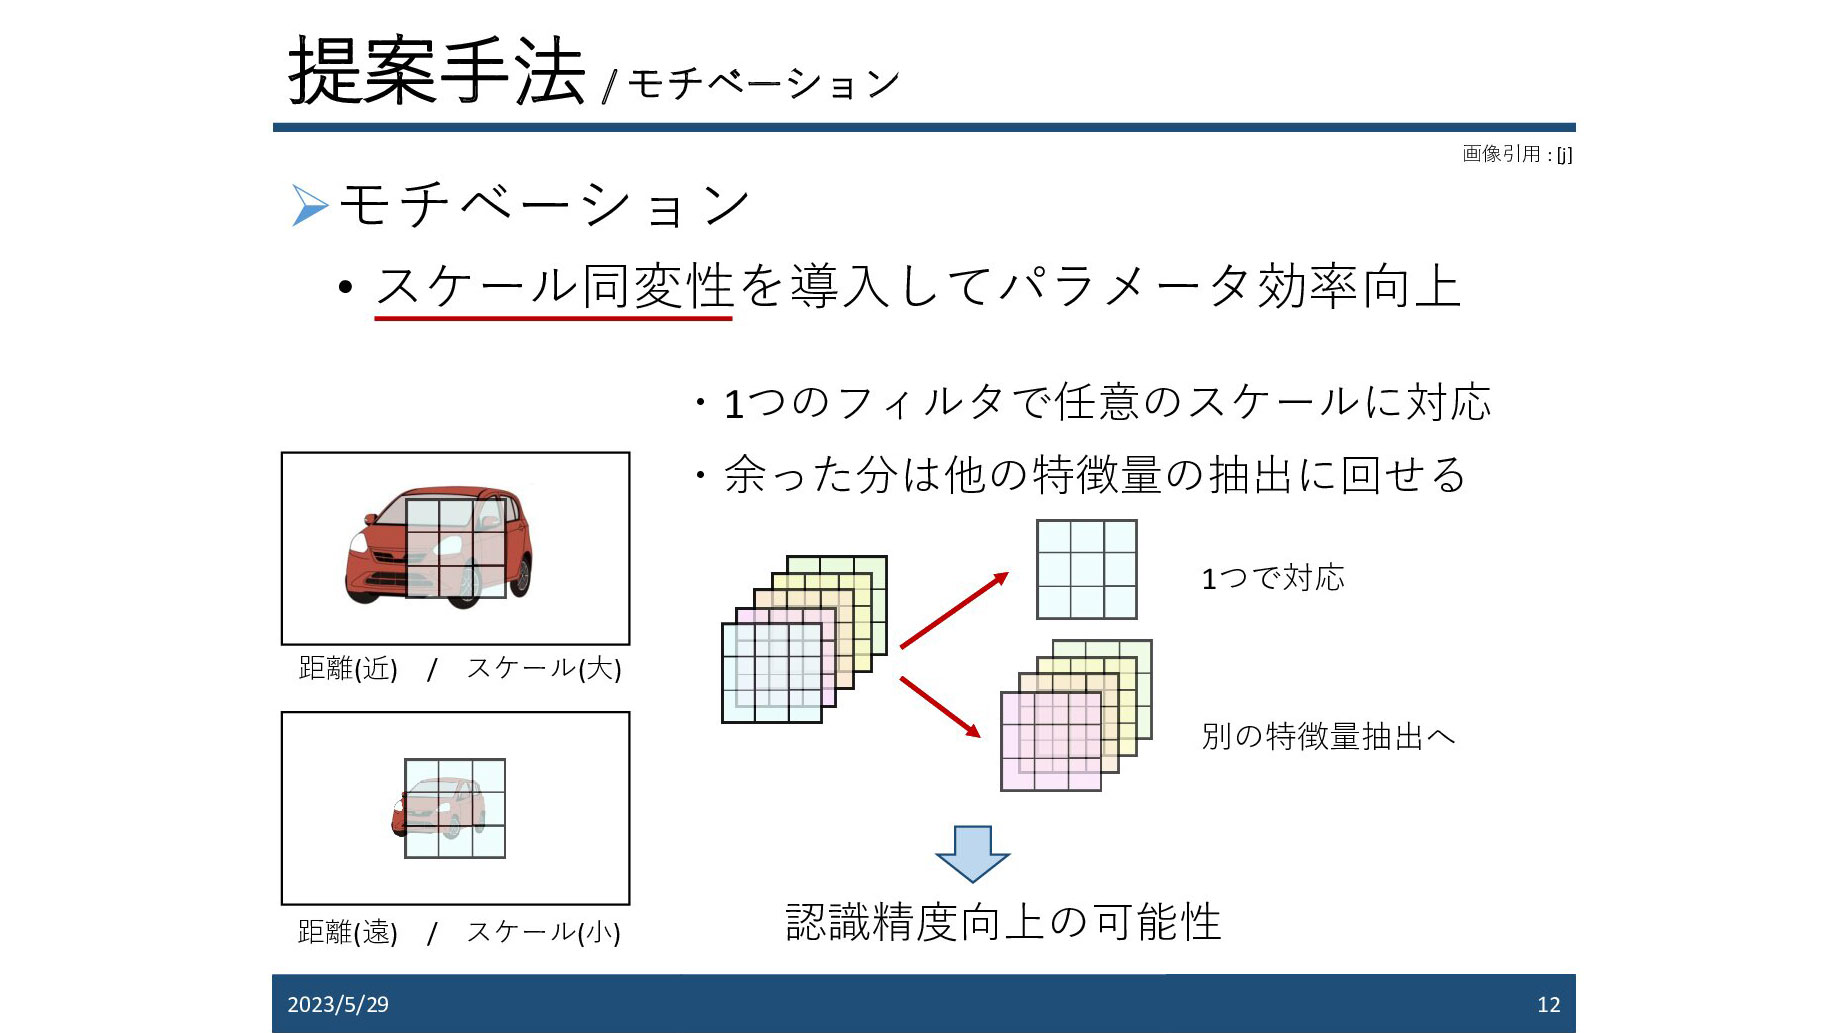 提案手法 / モチベーション
画像引用 : [j]
モチベーション
• スケール同変性を導入してパラメータ効率向上
・1つのフィルタで任意のスケールに対応
・余った分は他の特徴量の抽出に回せる
1つで対応
距離(近) / スケール(大)
別の特徴量抽出へ
認識精度向上の可能性
距離(遠) / スケール(小)
2023/5/29
12